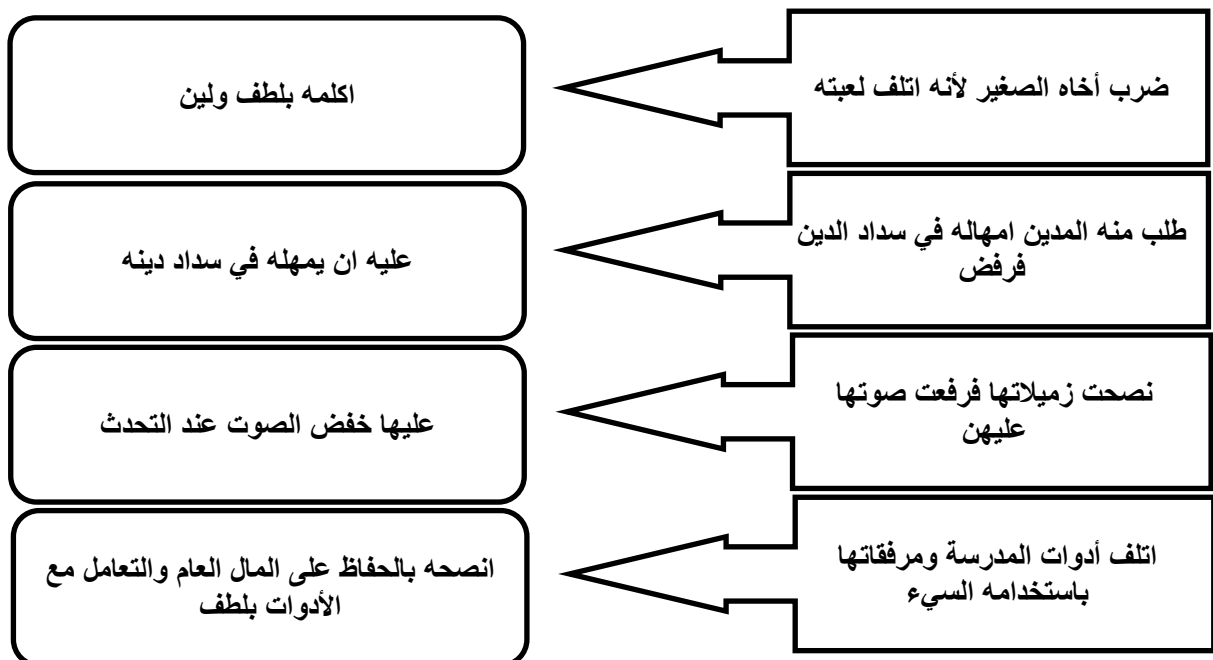 ضرب أخاه الصغير لأنه اتلف لعبته
اكلمه بلطف ولين
طلب منه المدين امهاله في سداد الدين
فرفض
عليه ان يمهله في سداد دينه
نصحت زميلاتها فرفعت صوتها
عليهن
عليها خفض الصوت عند التحدث
اتلف أدوات المدرسة ومرفقاتها
باستخدامه السيء
انصحه بالحفاظ على المال العام والتعامل مع
الأدوات بلطف